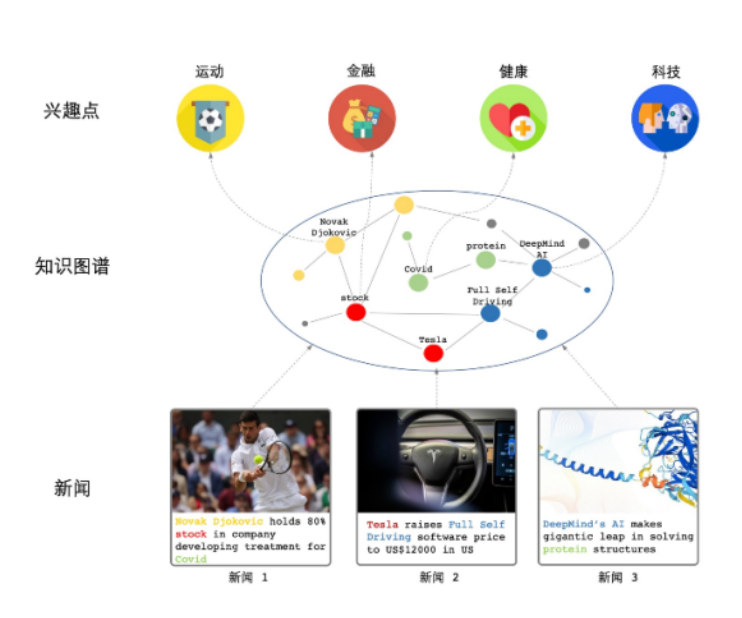 运动
金融
健康
科技
兴趣点
Novak
Djokovic
protein
DeepMind
AI
Covid
知识图谱
Full Self
Driving
stock
Tesla
新闻
Novak Djokovic holds 80%
stock in company
developing treatment for
Covid
Tesla raises Full Self
Driving software price
to US$12000 in US
DeepMind's AI makes
gigantic leap in solving
protein structures
新闻 1
新闻 2
新闻 3